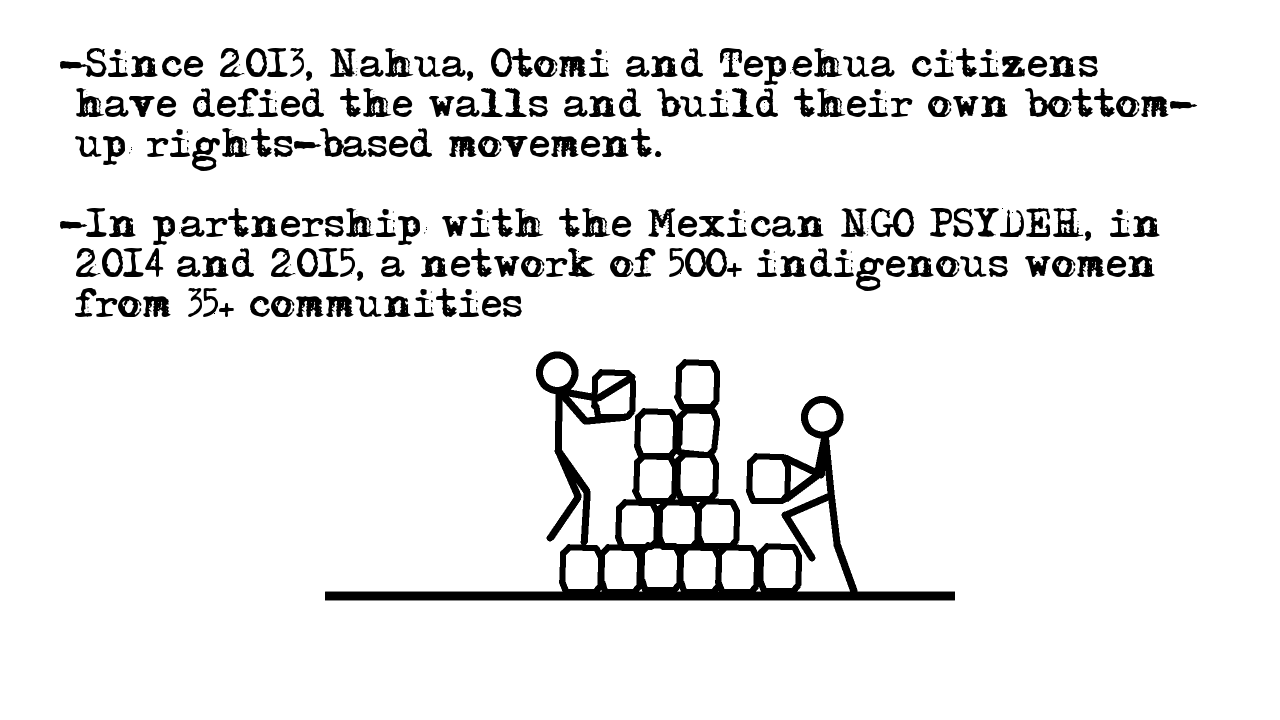 -Since 2013, Nahua, Otomi and Tepehua citizens
have defied the walls and build their own bottom-
up rights-based movement.
-In partnership with the Mexican NGO PSYDEH, in
2014 and 2015, a network of 500+ indigenous women
from 35+ communities